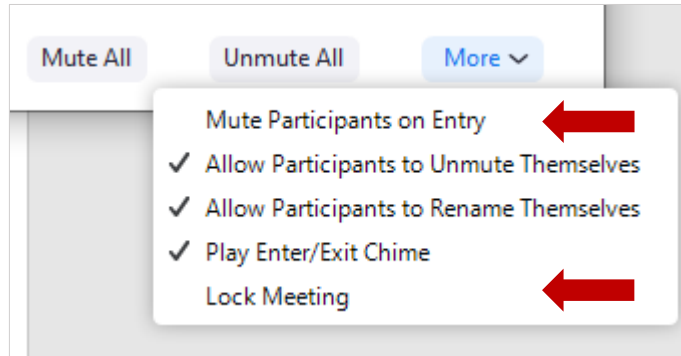 Mute All Unmute All More
Mute Participants on Entry
Allow Participants to Unmute Themselves
Allow Participants to Rename Themselves
Play Enter/Exit Chime
Lock Meeting